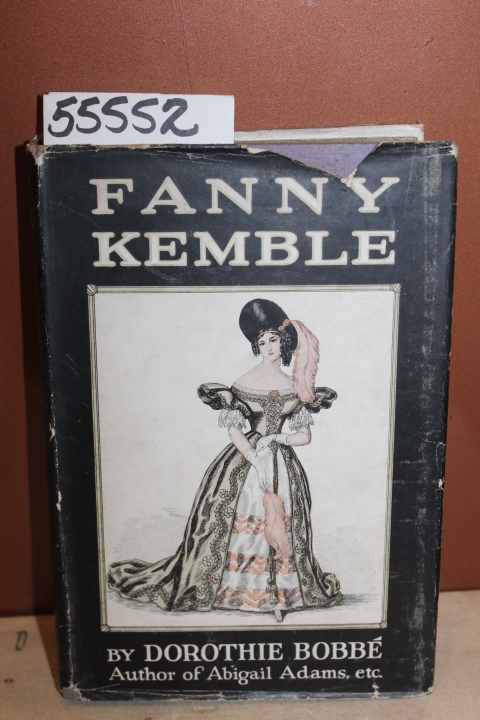 55552
FANNY
KEMBLE
BY DOROTHIE BOBBÉ
Author of Abigail Adams, etc.